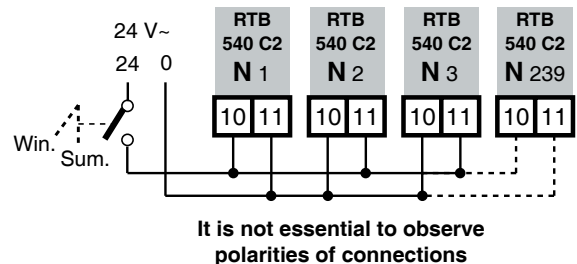 24 V~
24 0
Win.
Sum.
RTB
540 C2
N 1
10 11
RTB
540 C2
N 2
10 11
RTB
540 C2
N 3
10 11
RTB
540 C2
N 239
10 11
It is not essential to observe
polarities of connections